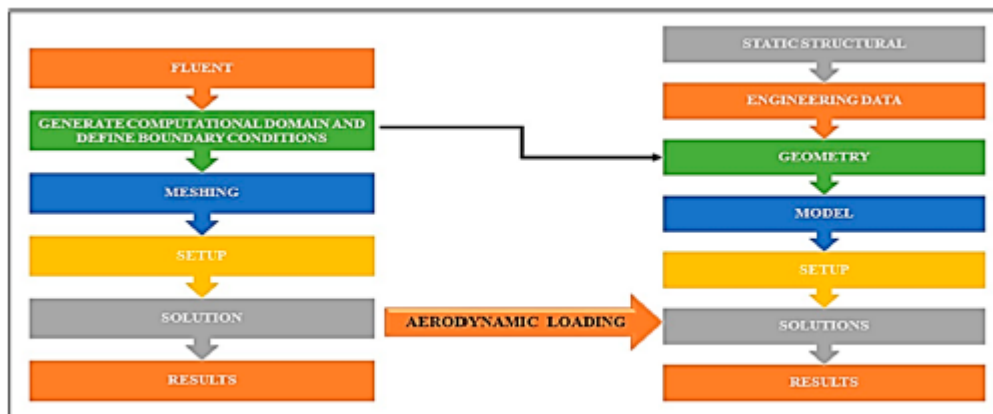 FLUENT
GENERATE COMPUTATIONAL DOMAIN AND
DEFINE BOUNDARY CONDITIONS
MESHING
SETUP
SOLUTION
RESULTS
AERODYNAMIC LOADING
STATIC STRUCTURAL
ENGINEERING DATA
GEOMETRY
MODEL
SETUP
SOLUTIONS
RESULTS